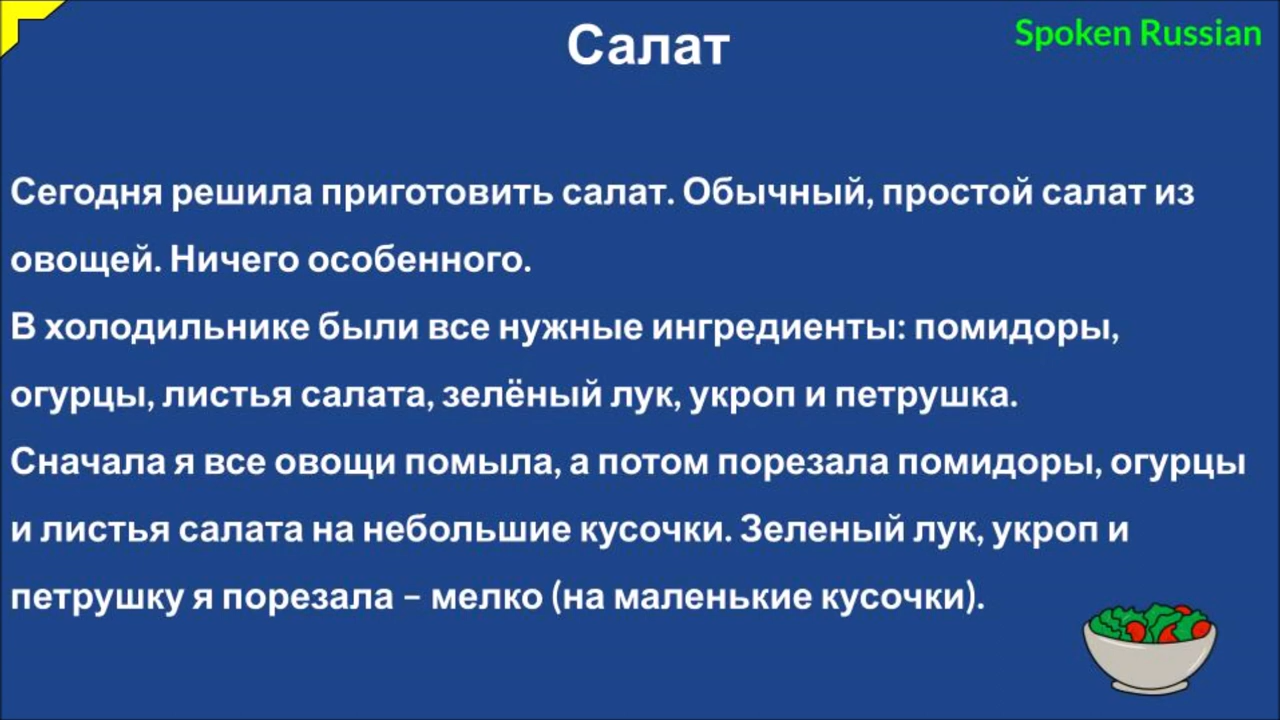 Салат
Spoken Russian
Сегодня решила приготовить салат. Обычный, простой салат из
овощей. Ничего особенного.
В холодильнике были все нужные ингредиенты: помидоры,
огурцы, листья салата, зелёный лук, укроп и петрушка.
Сначала я все овощи помыла, а потом порезала помидоры, огурцы
и листья салата на небольшие кусочки. Зеленый лук, укроп и
петрушку я порезала – мелко (на маленькие кусочки).